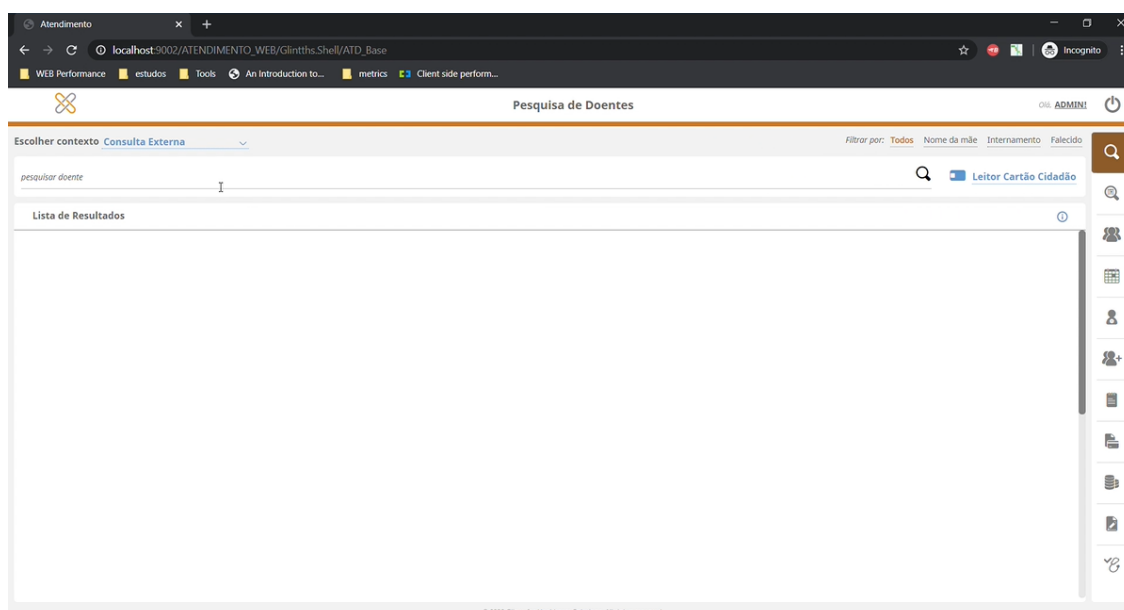 Atendimento
localhost:9002/ATENDIMENTO_WEB/Glintths.Shell/ATD_Base
Incognito
WEB Performance estudos Tools An Introduction to... metrics Client side perform...
Pesquisa de Doentes
Olá, ADMIN!
Escolher contexto Consulta Externa
Filtrar por: Todos Nome da mãe Internamento Falecido
pesquisar doente
Leitor Cartão Cidadão
Lista de Resultados